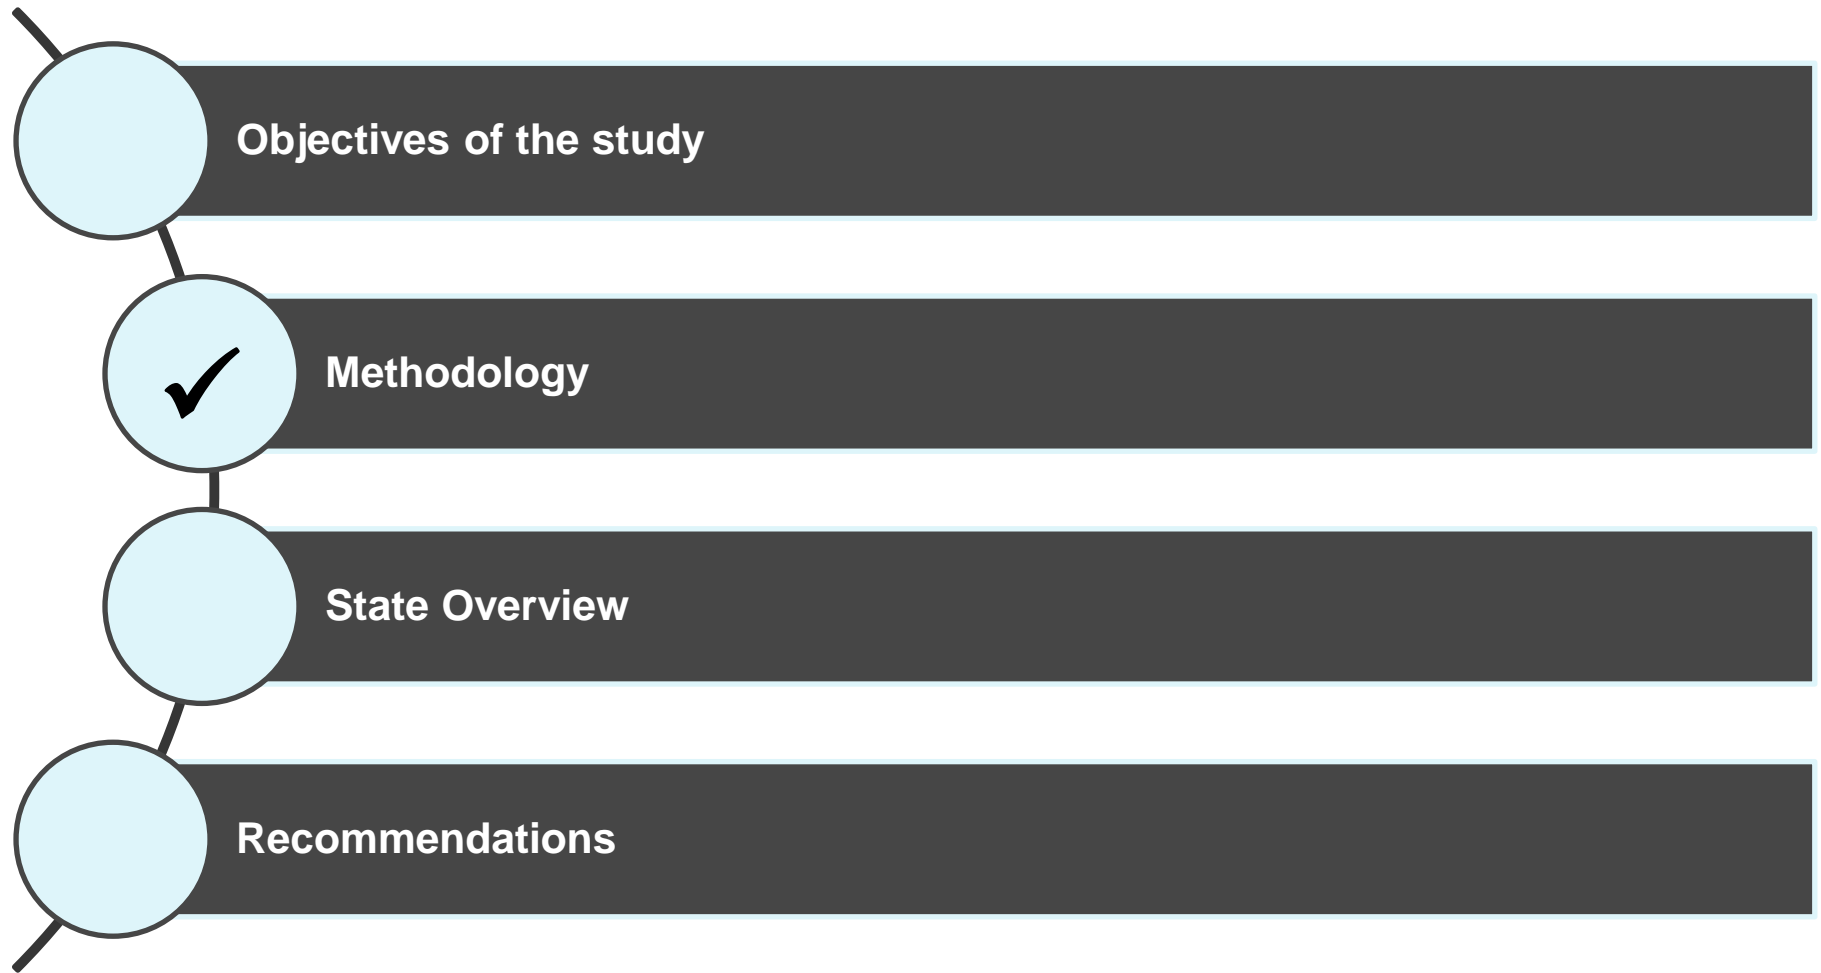 Objectives of the study
✓
Methodology
State Overview
Recommendations